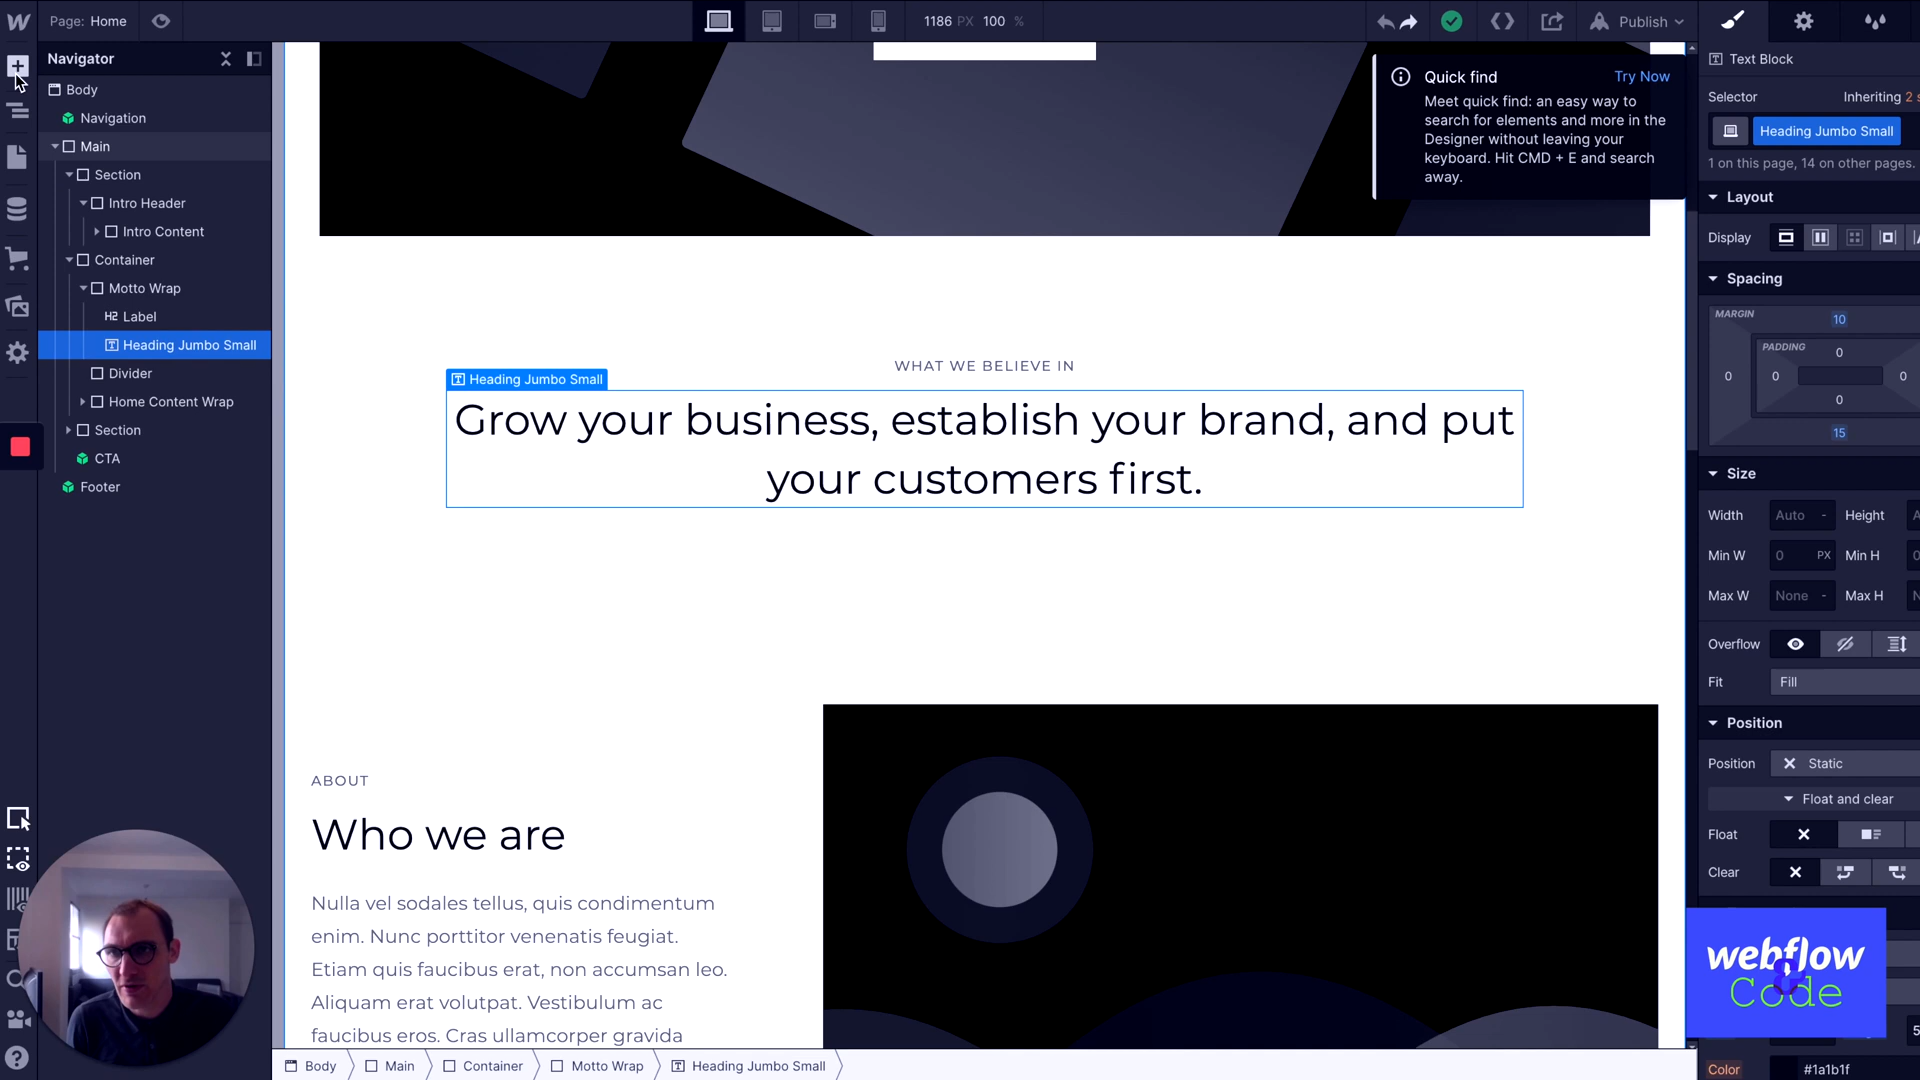 Page: Home
1186 PX 100 %
Publish
Navigator
Body
Navigation
Main
Section
Intro Header
Intro Content
Container
Motto Wrap
H2 Label
Heading Jumbo Small
Divider
Home Content Wrap
Section
CTA
Footer
Quick find Try Now
Meet quick find: an easy way to
search for elements and more in the
Designer without leaving your
keyboard. Hit CMD + E and search
away.
WHAT WE BELIEVE IN
Heading Jumbo Small
Grow your business, establish your brand, and put
your customers first.
ABOUT
Who we are
Nulla vel sodales tellus, quis condimentum
enim. Nunc porttitor venenatis feugiat.
Etiam quis faucibus erat, non accumsan leo.
Aliquam erat volutpat. Vestibulum ac
faucibus eros. Cras ullamcorper gravida
Body Main Container Motto Wrap Heading Jumbo Small
Text Block
Selector Inheriting 2
Heading Jumbo Small
1 on this page, 14 on other pages.
Layout
Display
Spacing
MARGIN
10
PADDING
0
0 0 0
0
15
Size
Width Auto - Height
Min W 0 PX Min H 0
Max W None - Max H
Overflow
Fit Fill
Position
Position Static
Float and clear
Float
Clear
webflow
& Code
Color #1a1b1f